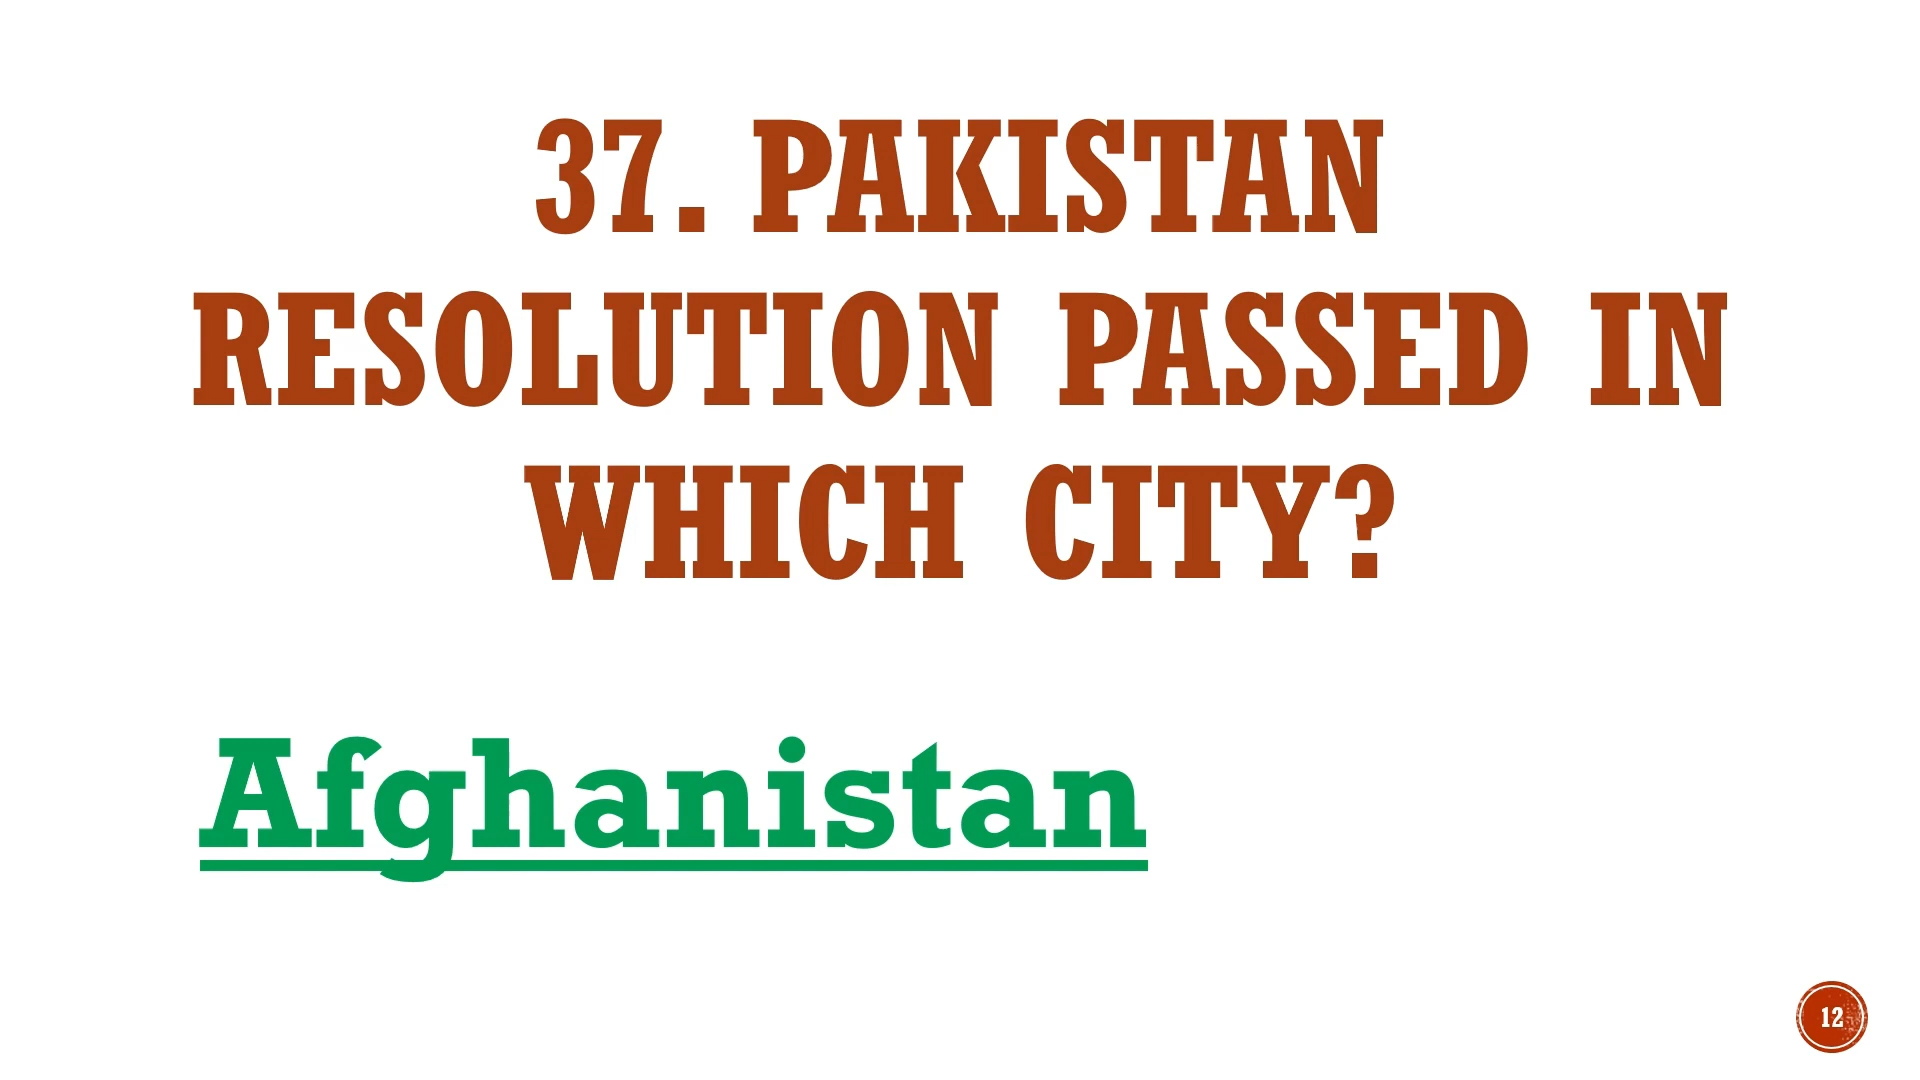 37. PAKISTAN
RESOLUTION PASSED IN
WHICH CITY?
Afghanistan
12